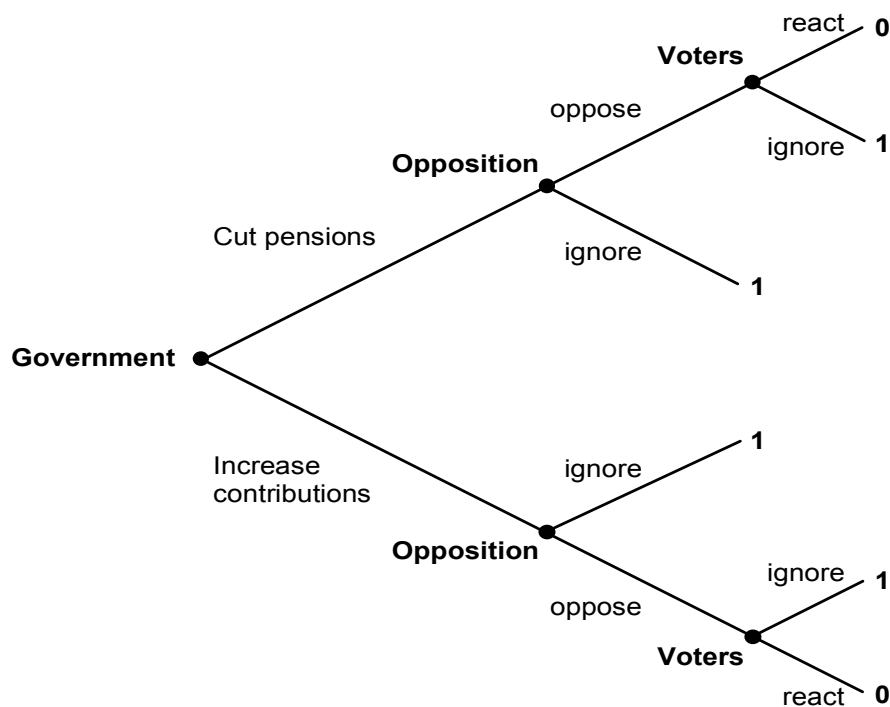 react 0
Voters
oppose
ignore 1
Opposition
Cut pensions
ignore
1
Government
1
Increase
contributions
ignore
Opposition
ignore 1
oppose
Voters
react 0